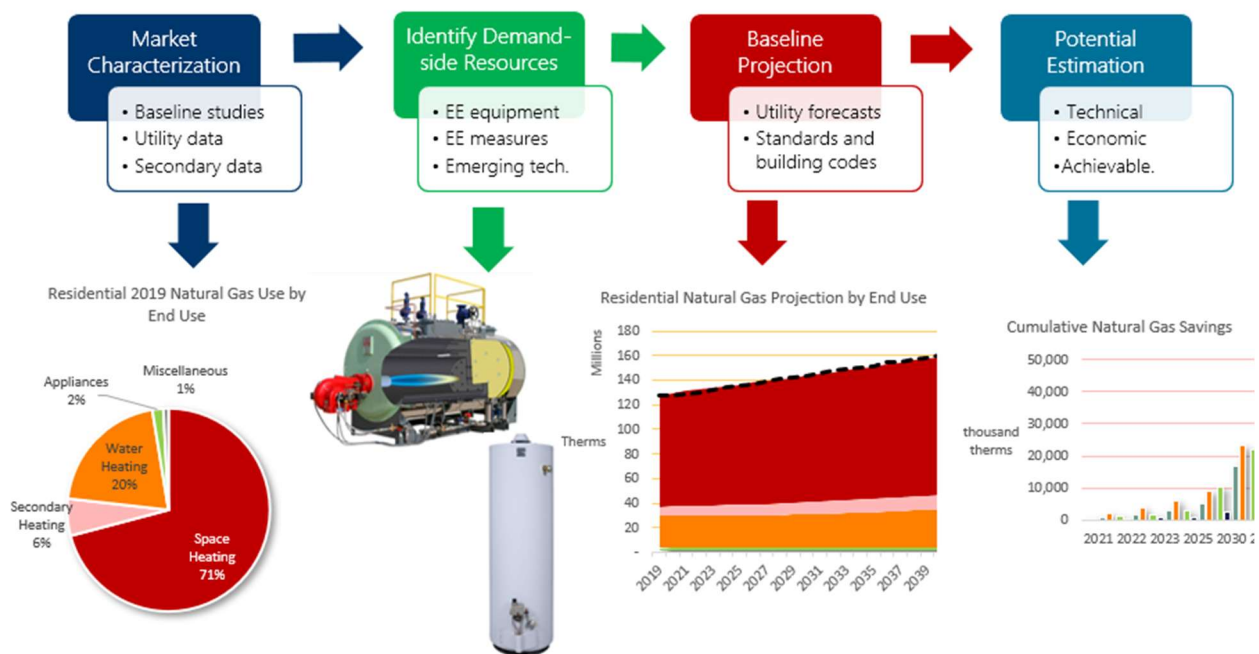 Market
Characterization
• Baseline studies
• Utility data
• Secondary data
Identify Demand-
side Resources
• EE equipment
• EE measures
• Emerging tech.
Baseline
Projection
• Utility forecasts
• Standards and
building codes
Potential
Estimation
• Technical
• Economic
•Achievable.
Residential 2019 Natural Gas Use by
End Use
Miscellaneous
1%
Appliances
2%
Water
Heating
20%
Secondary
Heating
6%
Space
Heating
71%
Residential Natural Gas Projection by End Use
Millions
Therms
180
160
140
120
100
80
60
40
20
-
2019
2021
2023
2025
2027
2029
2031
2033
2035
2037
2039
Cumulative Natural Gas Savings
thousand
therms
50,000
40,000
30,000
20,000
10,000
0
2021 2022 2023 2025 2030 2